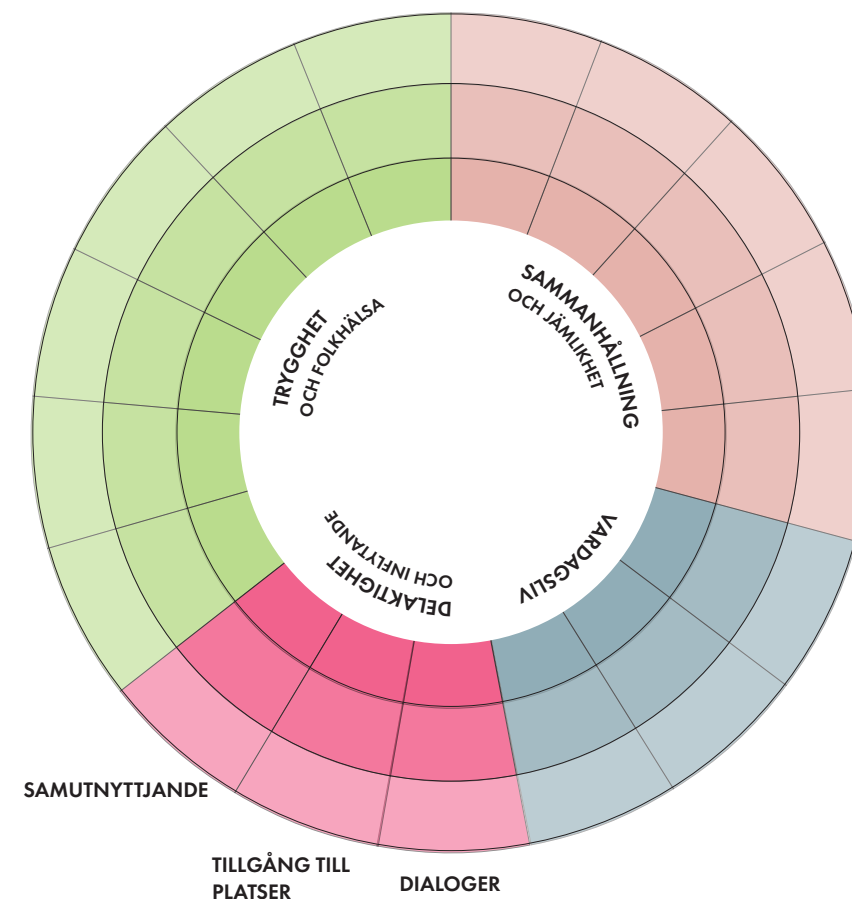 TRYGGHET
OCH FOLKHÄLSA
SAMMANHÅLLNING
OCH JÄMLIKHET
DELAKTIGHET
OCH INFLYTANDE
VARDAGSLIV
SAMUTNYTTJANDE
TILLGÅNG TILL
PLATSER
DIALOGER